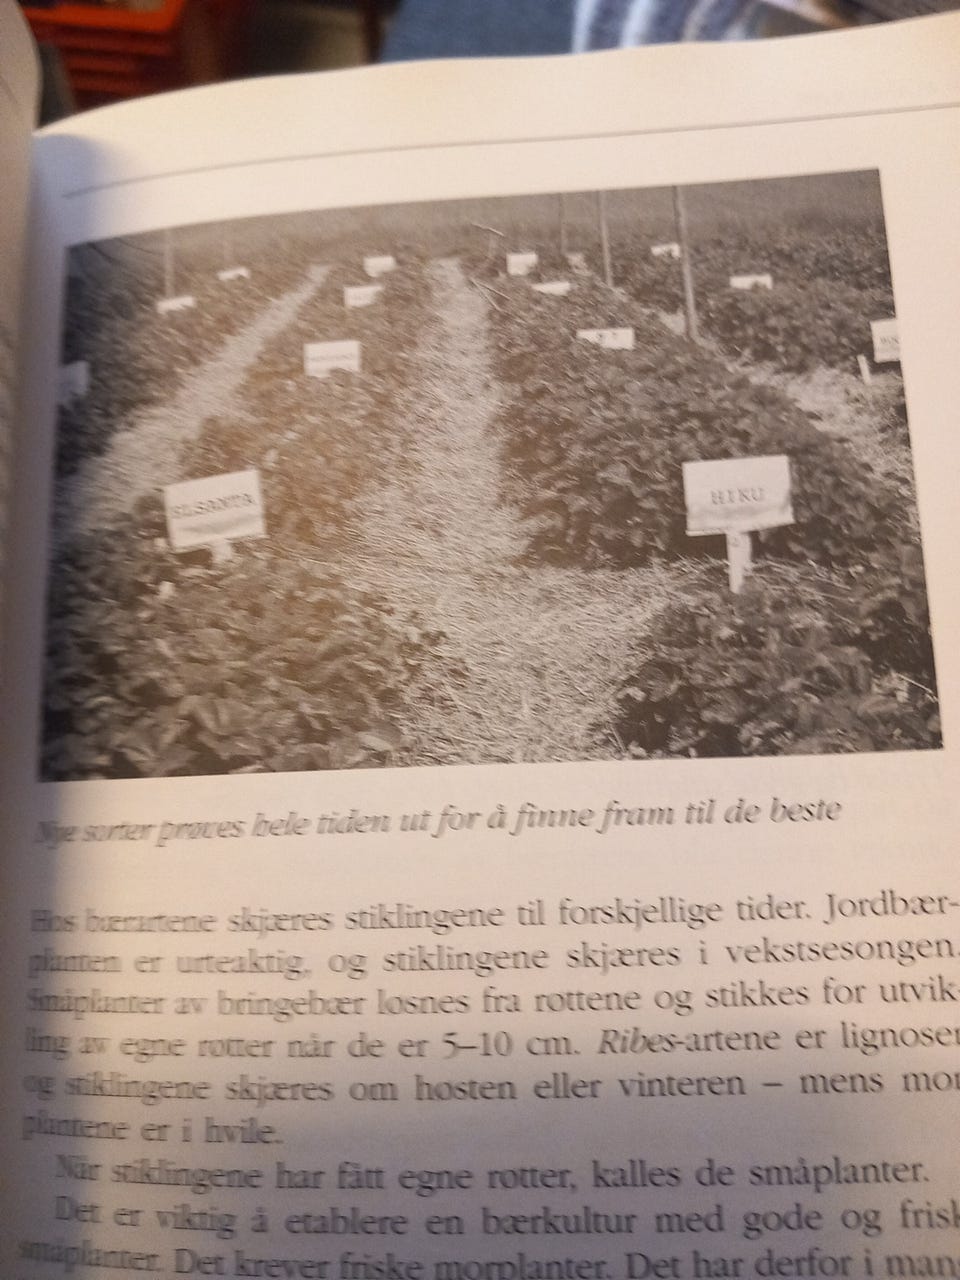 ELSANTA
HIKU
Nye sorter prøves hele tiden ut for å finne fram til de beste
Hos bærartene skjæres stiklingene til forskjellige tider. Jordbær-
planten er urteaktig, og stiklingene skjæres i vekstsesongen.
Småplanter av bringebær løsnes fra røttene og stikkes for utvik-
ling av egne røtter når de er 5–10 cm. Ribes-artene er lignoser
og stiklingene skjæres om høsten eller vinteren – mens mor
plantene er i hvile.
Når stiklingene har fått egne røtter, kalles de småplanter.
Det er viktig å etablere en bærkultur med gode og frisk
småplanter. Det krever friske morplanter. Det har derfor i man